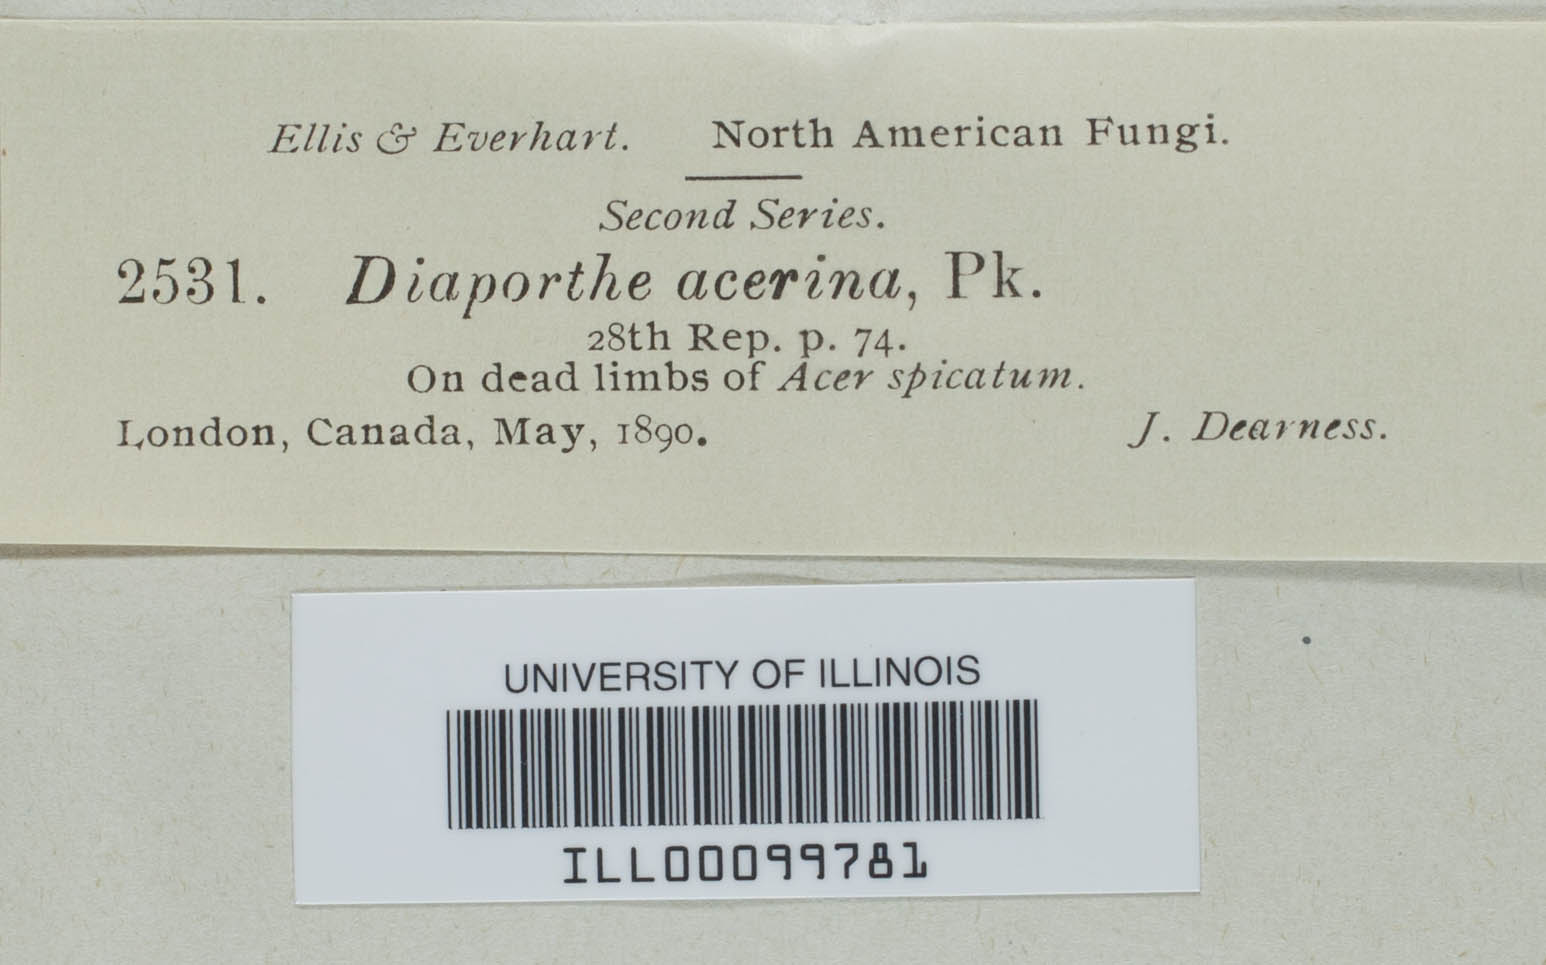 Ellis & Everhart. North American Fungi.
Second Series.
2531. Diaporthe acerina, Pk.
28th Rep. p. 74.
On dead limbs of Acer spicatum.
London, Canada, May, 1890. J. Dearness.
UNIVERSITY OF ILLINOIS
ILL00099781